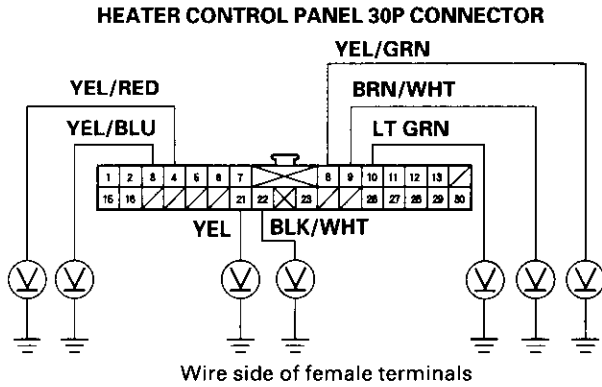 HEATER CONTROL PANEL 30P CONNECTOR
YEL/GRN
YEL/RED
BRN/WHT
YEL/BLU
LT GRN
1 2 3 4 5 6 7 8 9 10 11 12 13
15 16 21 22 23 26 27 28 29 30
YEL
BLK/WHT
V V V V V V V
Wire side of female terminals